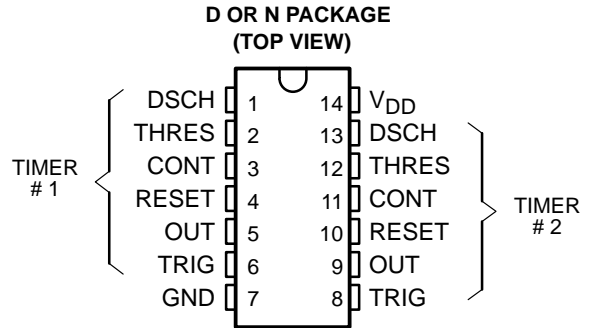 D OR N PACKAGE
(TOP VIEW)
DSCH 1 14 VDD
THRES 2 13 DSCH
CONT 3 12 THRES
RESET 4 11 CONT
OUT 5 10 RESET
TRIG 6 9 OUT
GND 7 8 TRIG
TIMER
# 1
TIMER
# 2